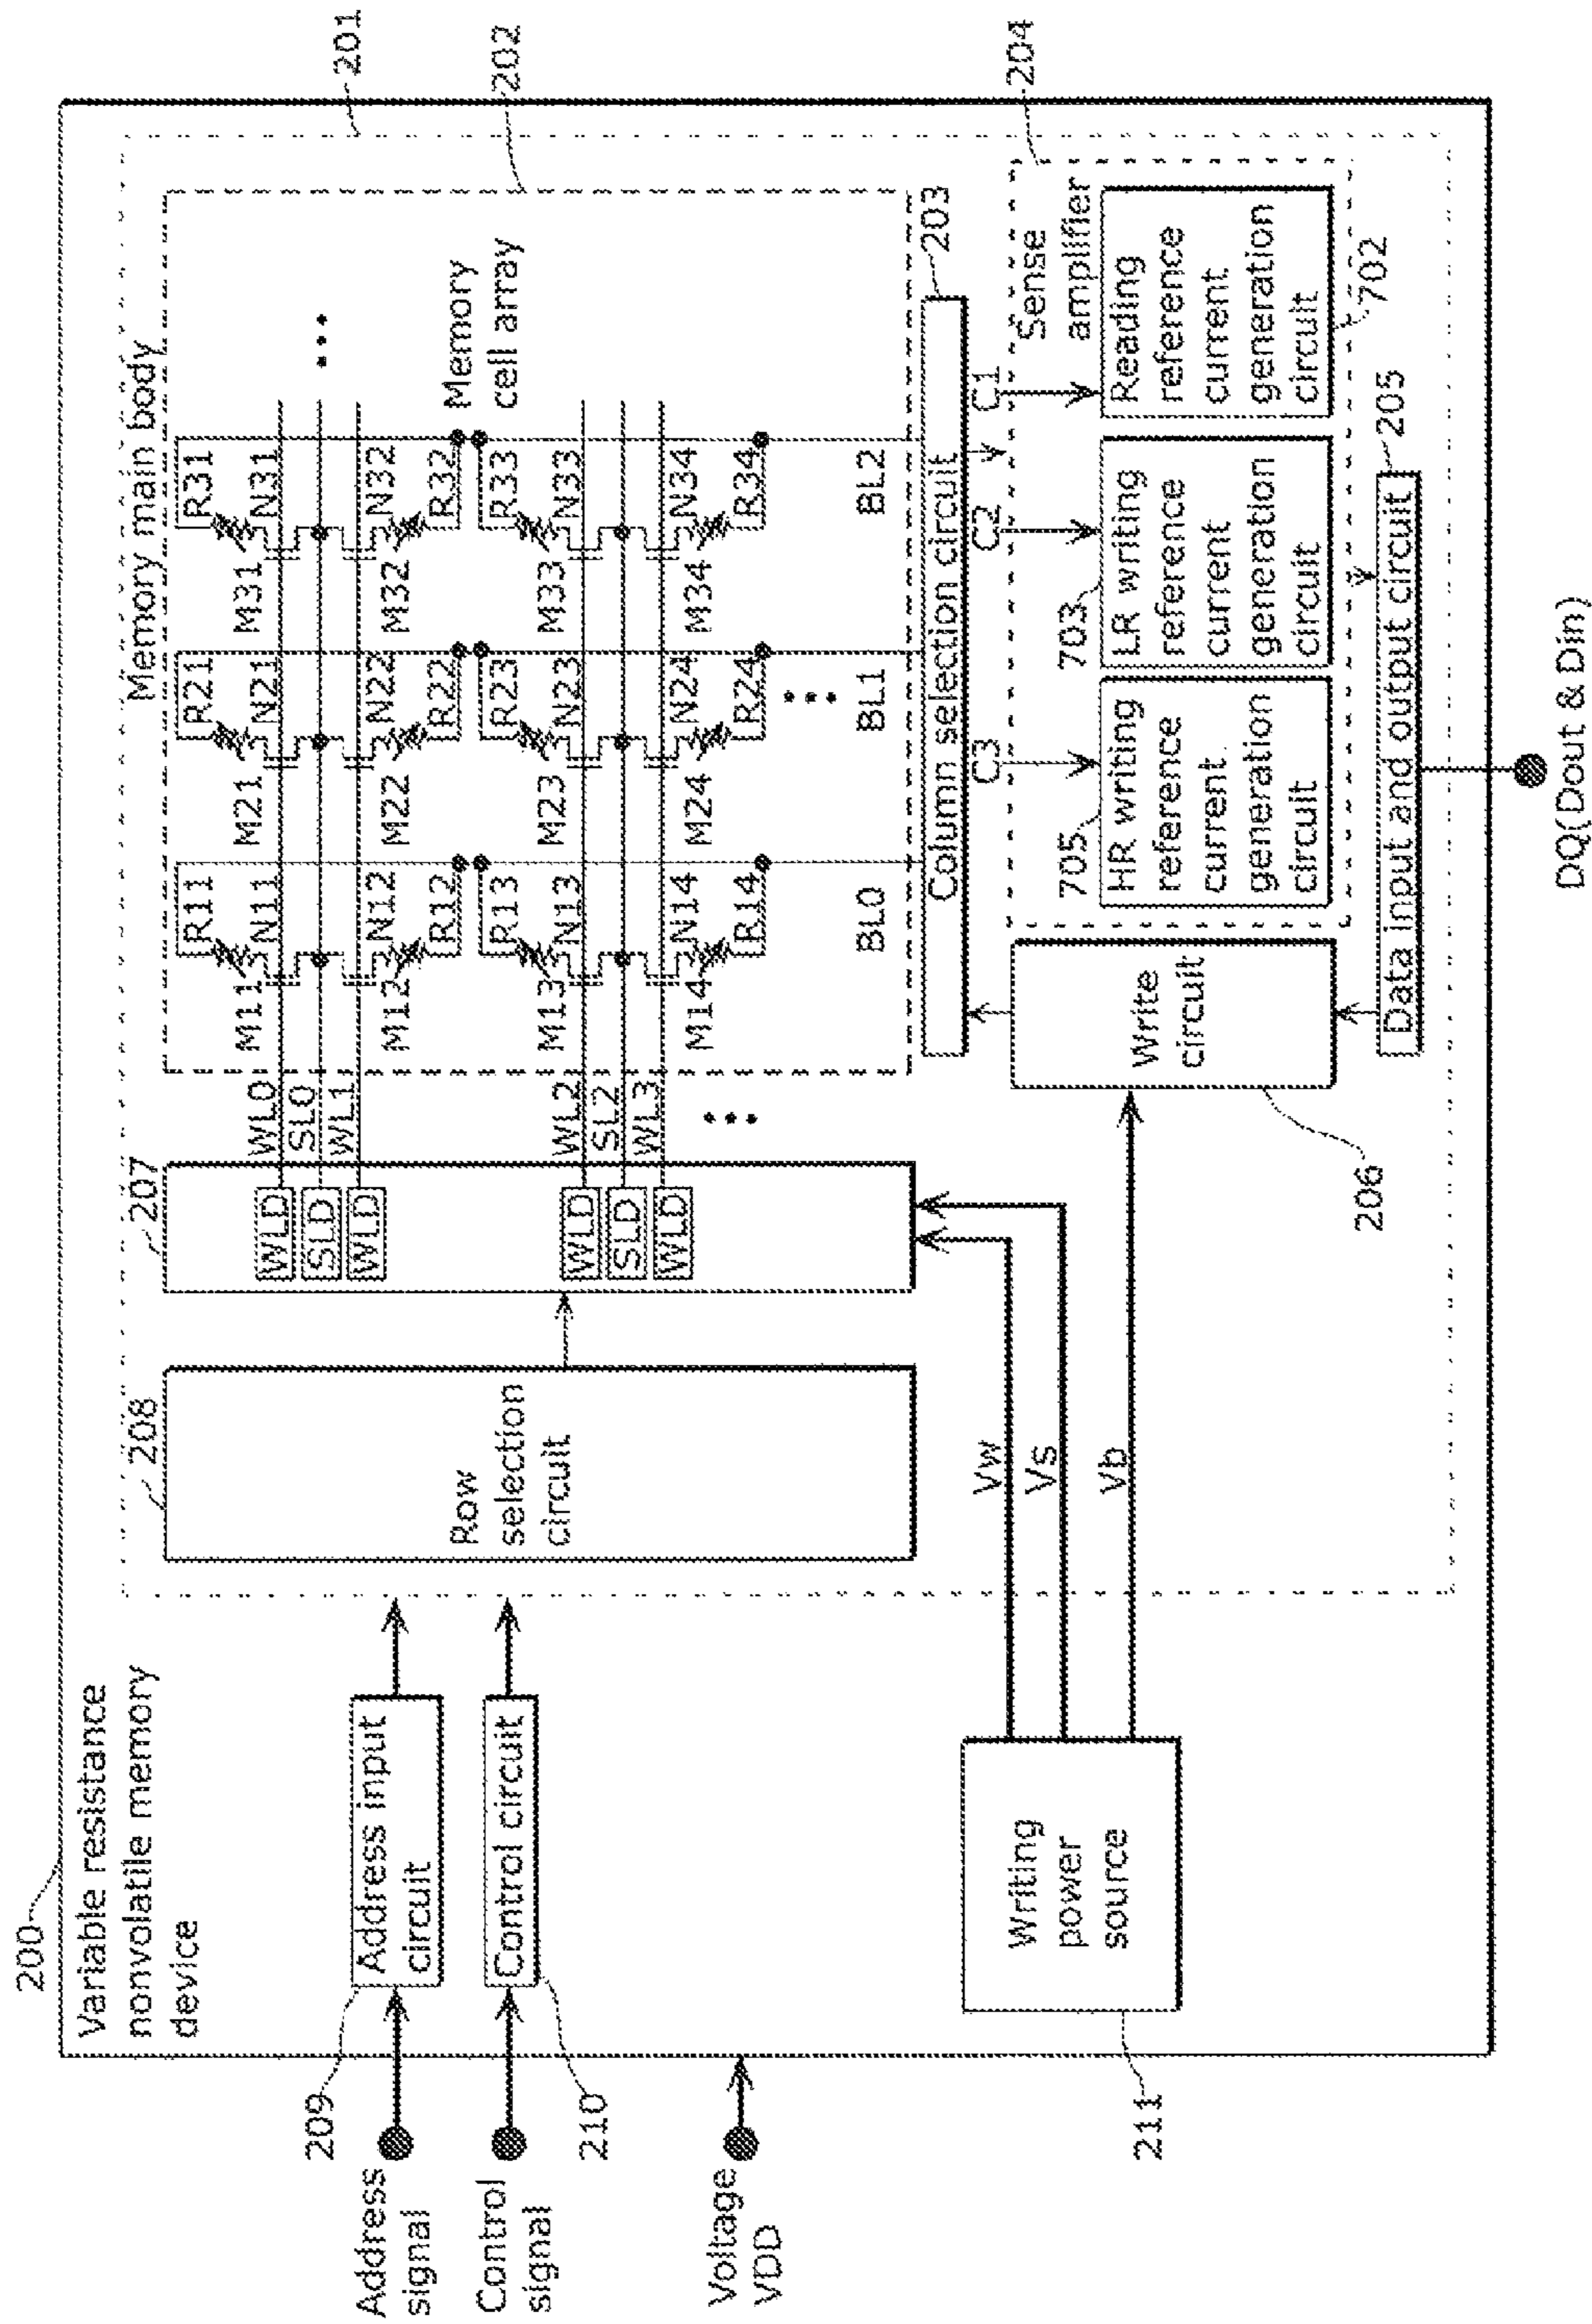 200
Variable resistance
nonvolatile memory
device
201
Memory main body
202
208
207
Row
selection
circuit
WLD
SLD
WLD
WLD
SLD
WLD
WL0
SL0
WL1
WL2
SL2
WL3
R11
R21
R31
M11
N11
M21
N21
M31
N31
M12
N12
M22
N22
M32
N32
R12
R22
R32
R13
R23
R33
M13
N13
M23
N23
M33
N33
M14
N14
M24
N24
M34
N34
R14
R24
R34
BL0
BL1
BL2
Memory
cell array
Column selection circuit
203
C3
C2
C1
204
Sense
amplifier
705
HR writing
reference
current
generation
circuit
703
LR writing
reference
current
generation
circuit
Reading
reference
current
generation
circuit
702
Write
circuit
206
Data input and output circuit
205
DQ(Dout & Din)
Address
signal
209
Address input
circuit
Control
signal
210
Control circuit
Voltage
VDD
Writing
power
source
211
Vw
Vs
Vb